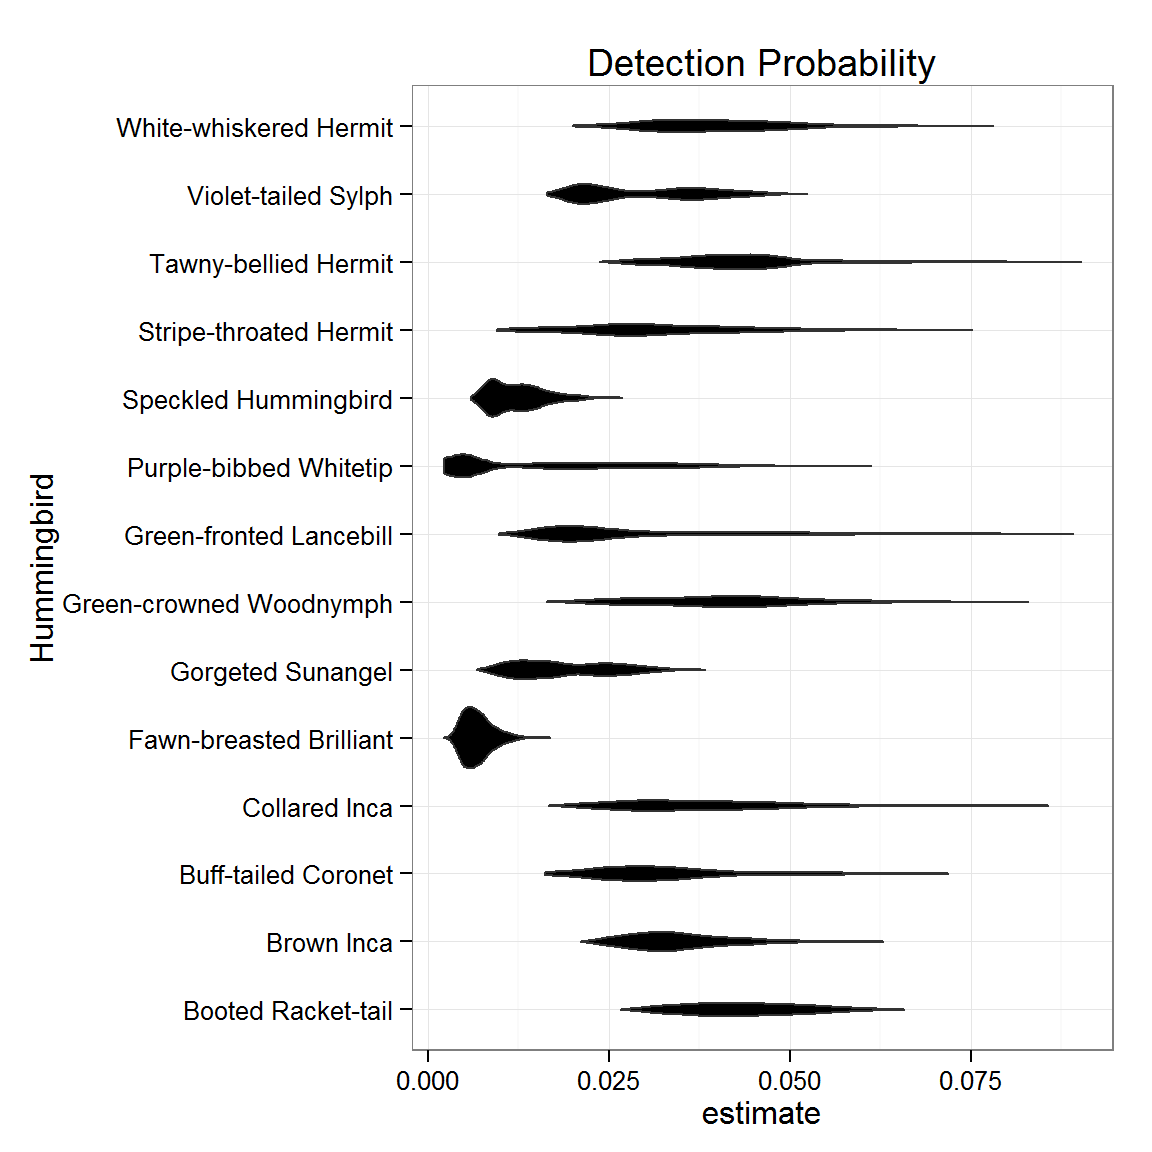 Detection Probability
White-whiskered Hermit
Violet-tailed Sylph
Tawny-bellied Hermit
Stripe-throated Hermit
Speckled Hummingbird
Purple-bibbed Whitetip
Green-fronted Lancebill
Green-crowned Woodnymph
Gorgeted Sunangel
Fawn-breasted Brilliant
Collared Inca
Buff-tailed Coronet
Brown Inca
Booted Racket-tail
Hummingbird
0.000 0.025 0.050 0.075
estimate